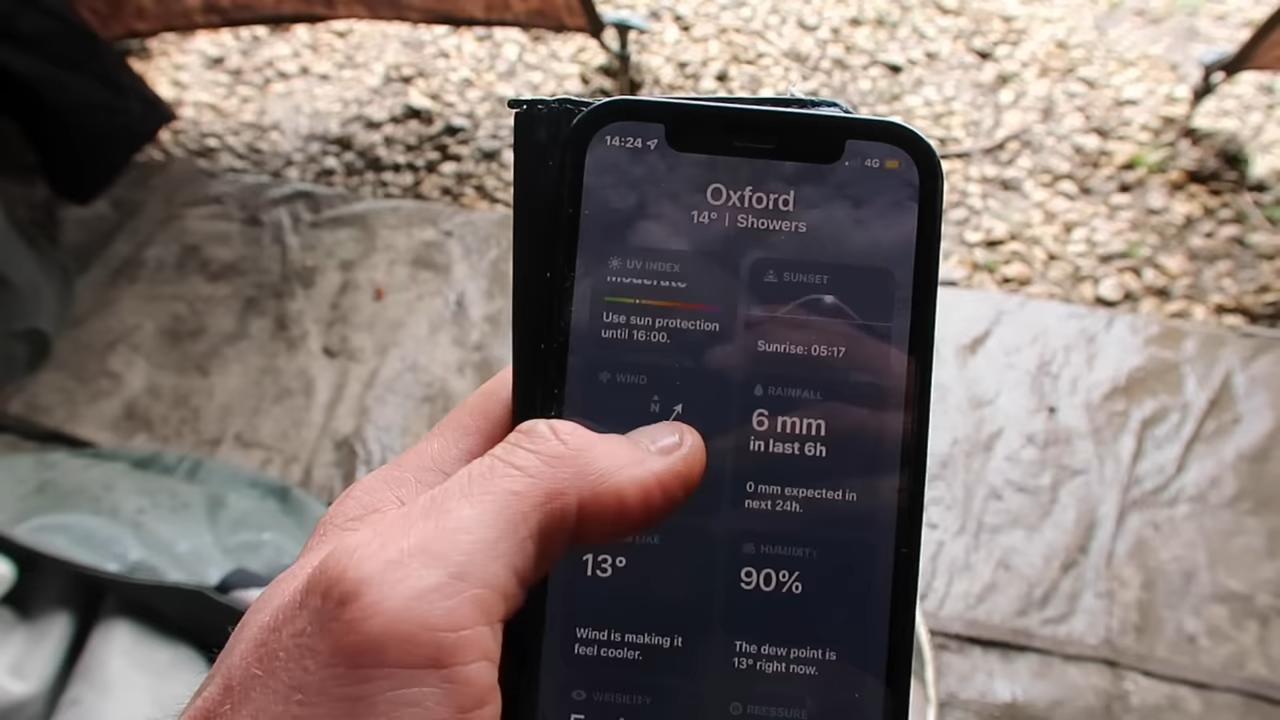 14:24
4G
Oxford
14° | Showers
UV INDEX
Moderate
Use sun protection
until 16:00.
SUNSET
Sunrise: 05:17
WIND
N
RAINFALL
6 mm
in last 6h
0 mm expected in
next 24h.
LIKE
13°
Wind is making it
feel cooler.
HUMIDITY
90%
The dew point is
13° right now.
VISIBILITY
PRESSURE